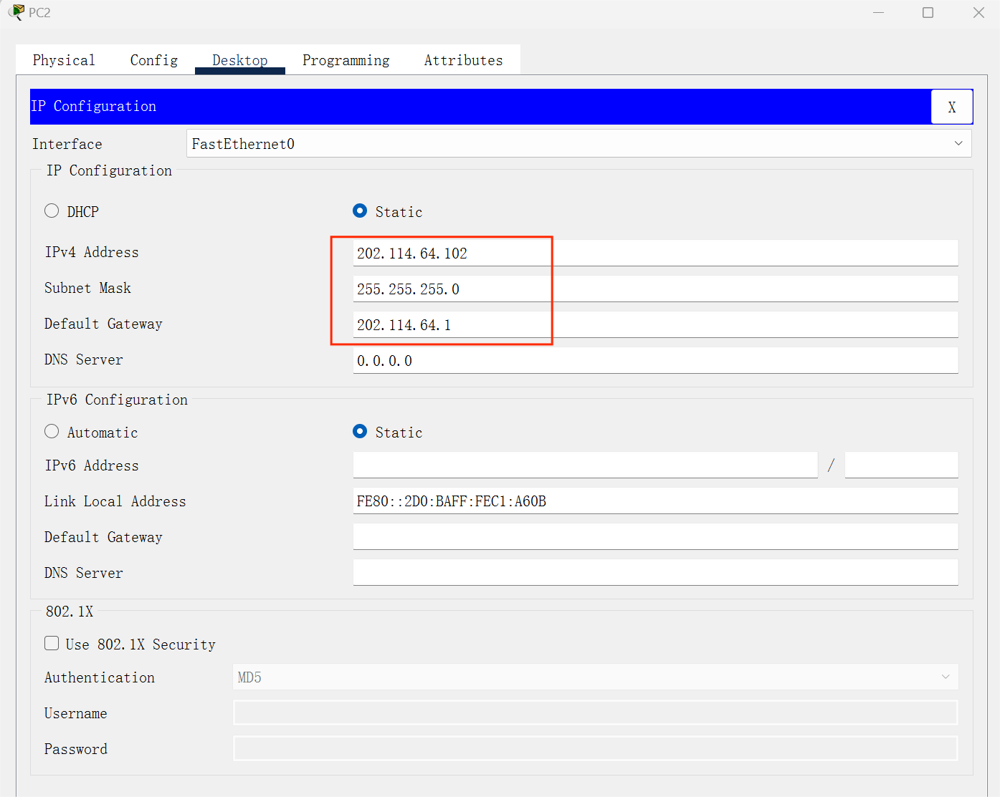 PC2
Physical Config Desktop Programming Attributes
IP Configuration X
Interface FastEthernet0
IP Configuration
DHCP Static
IPv4 Address 202.114.64.102
Subnet Mask 255.255.255.0
Default Gateway 202.114.64.1
DNS Server 0.0.0.0
IPv6 Configuration
Automatic Static
IPv6 Address /
Link Local Address FE80::2D0:BAFF:FEC1:A60B
Default Gateway
DNS Server
802.1X
Use 802.1X Security
Authentication MD5
Username
Password